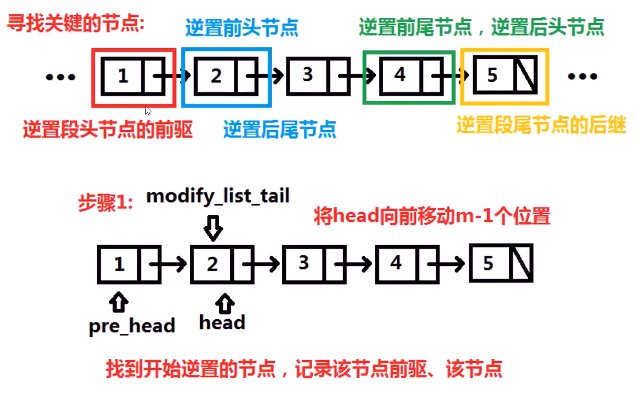 寻找关键的节点:
逆置前头节点
逆置前尾节点，逆置后头节点
••• 1 2 3 4 5 •••
逆置段头节点的前驱
逆置后尾节点
逆置段尾节点的后继
步骤1:
modify_list_tail
将head向前移动m-1个位置
1 2 3 4 5
pre_head
head
找到开始逆置的节点，记录该节点前驱、该节点